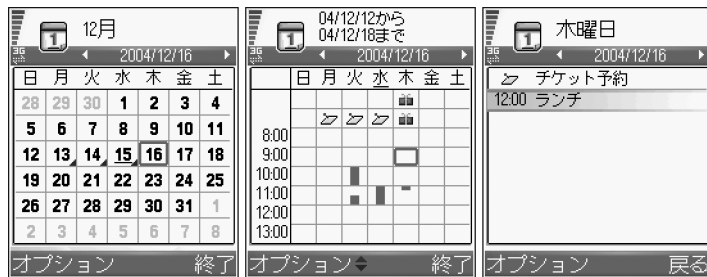 12月
3G
1
2004/12/16
日 月 火 水 木 金 土
28 29 30 1 2 3 4
5 6 7 8 9 10 11
12 13 14 15 16 17 18
19 20 21 22 23 24 25
26 27 28 29 30 31 1
2 3 4 5 6 7 8
オプション 終了
04/12/12から
04/12/18まで
3G
1
2004/12/16
日 月 火 水 木 金 土
8:00
9:00
10:00
11:00
12:00
13:00
オプション 終了
木曜日
3G
1
2004/12/16
チケット予約
12:00 ランチ
オプション 戻る